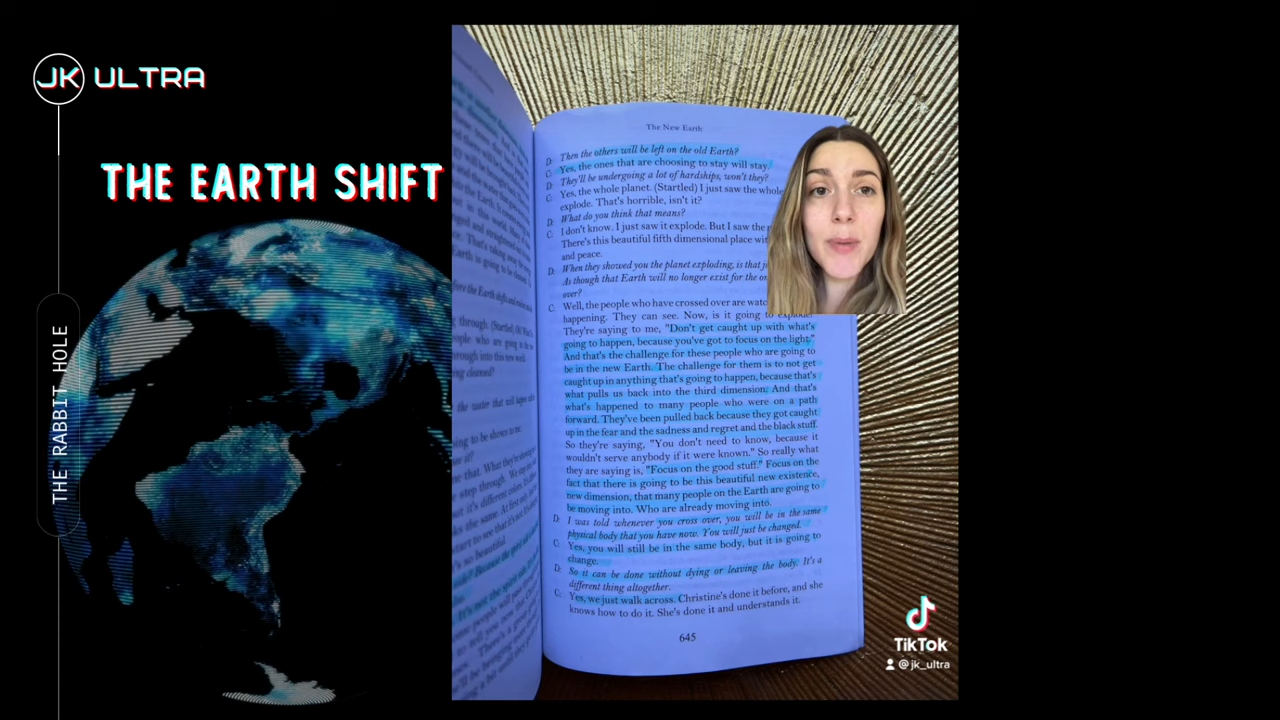 JK ULTRA
THE EARTH SHIFT
THE RABBIT HOLE
The New Earth
D: Then the others will be left on the old Earth?
C: Yes, the ones that are choosing to stay will stay.
D: They'll be undergoing a lot of hardships, won't they?
C: Yes, the whole planet. (Startled) I just saw the whole
explode. That's horrible, isn't it?
D: What do you think that means?
C: I don't know. I just saw it explode. But I saw the
There's this beautiful fifth dimensional place
and peace.
D: When they showed you the planet exploding, is that
As though that Earth will no longer exist for the
over?
C: Well, the people who have crossed over are
happening. They can see. Now, is it going to explode?
They're saying to me, "Don't get caught up with what's
going to happen, because you've got to focus on the light."
And that's the challenge for these people who are going to
be in the new Earth. The challenge for them is to not get
caught up in anything that's going to happen, because that's
what pulls us back into the third dimension. And that's
what's happened to many people who were on a path
forward. They've been pulled back because they got caught
up in the fear and the sadness and regret and the black stuff.
So they're saying, "You don't need to know, because it
wouldn't serve anybody if it were known." So really what
they are saying is, "Focus on the good stuff." Focus on the
fact that there is going to be this beautiful new existence,
new dimension, that many people on the Earth are going to
be moving into. Who are already moving into.
D: I was told whenever you cross over, you will be in the same
physical body that you have now. You will just be changed.
C: Yes, you will still be in the same body, but it is going to
change.
D: So it can be done without dying or leaving the body. It's a
different thing altogether.
C: Yes, we just walk across. Christine's done it before, and she
knows how to do it. She's done it and understands it.
645
TikTok
@jk_ultra